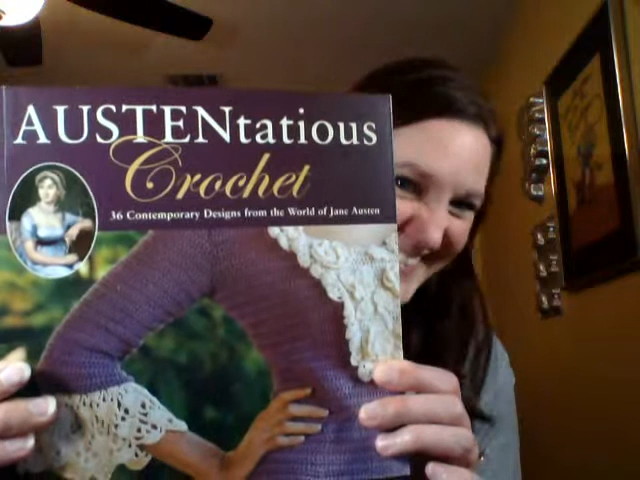 AUSTENtatious
Crochet
36 Contemporary Designs from the World of Jane Austen